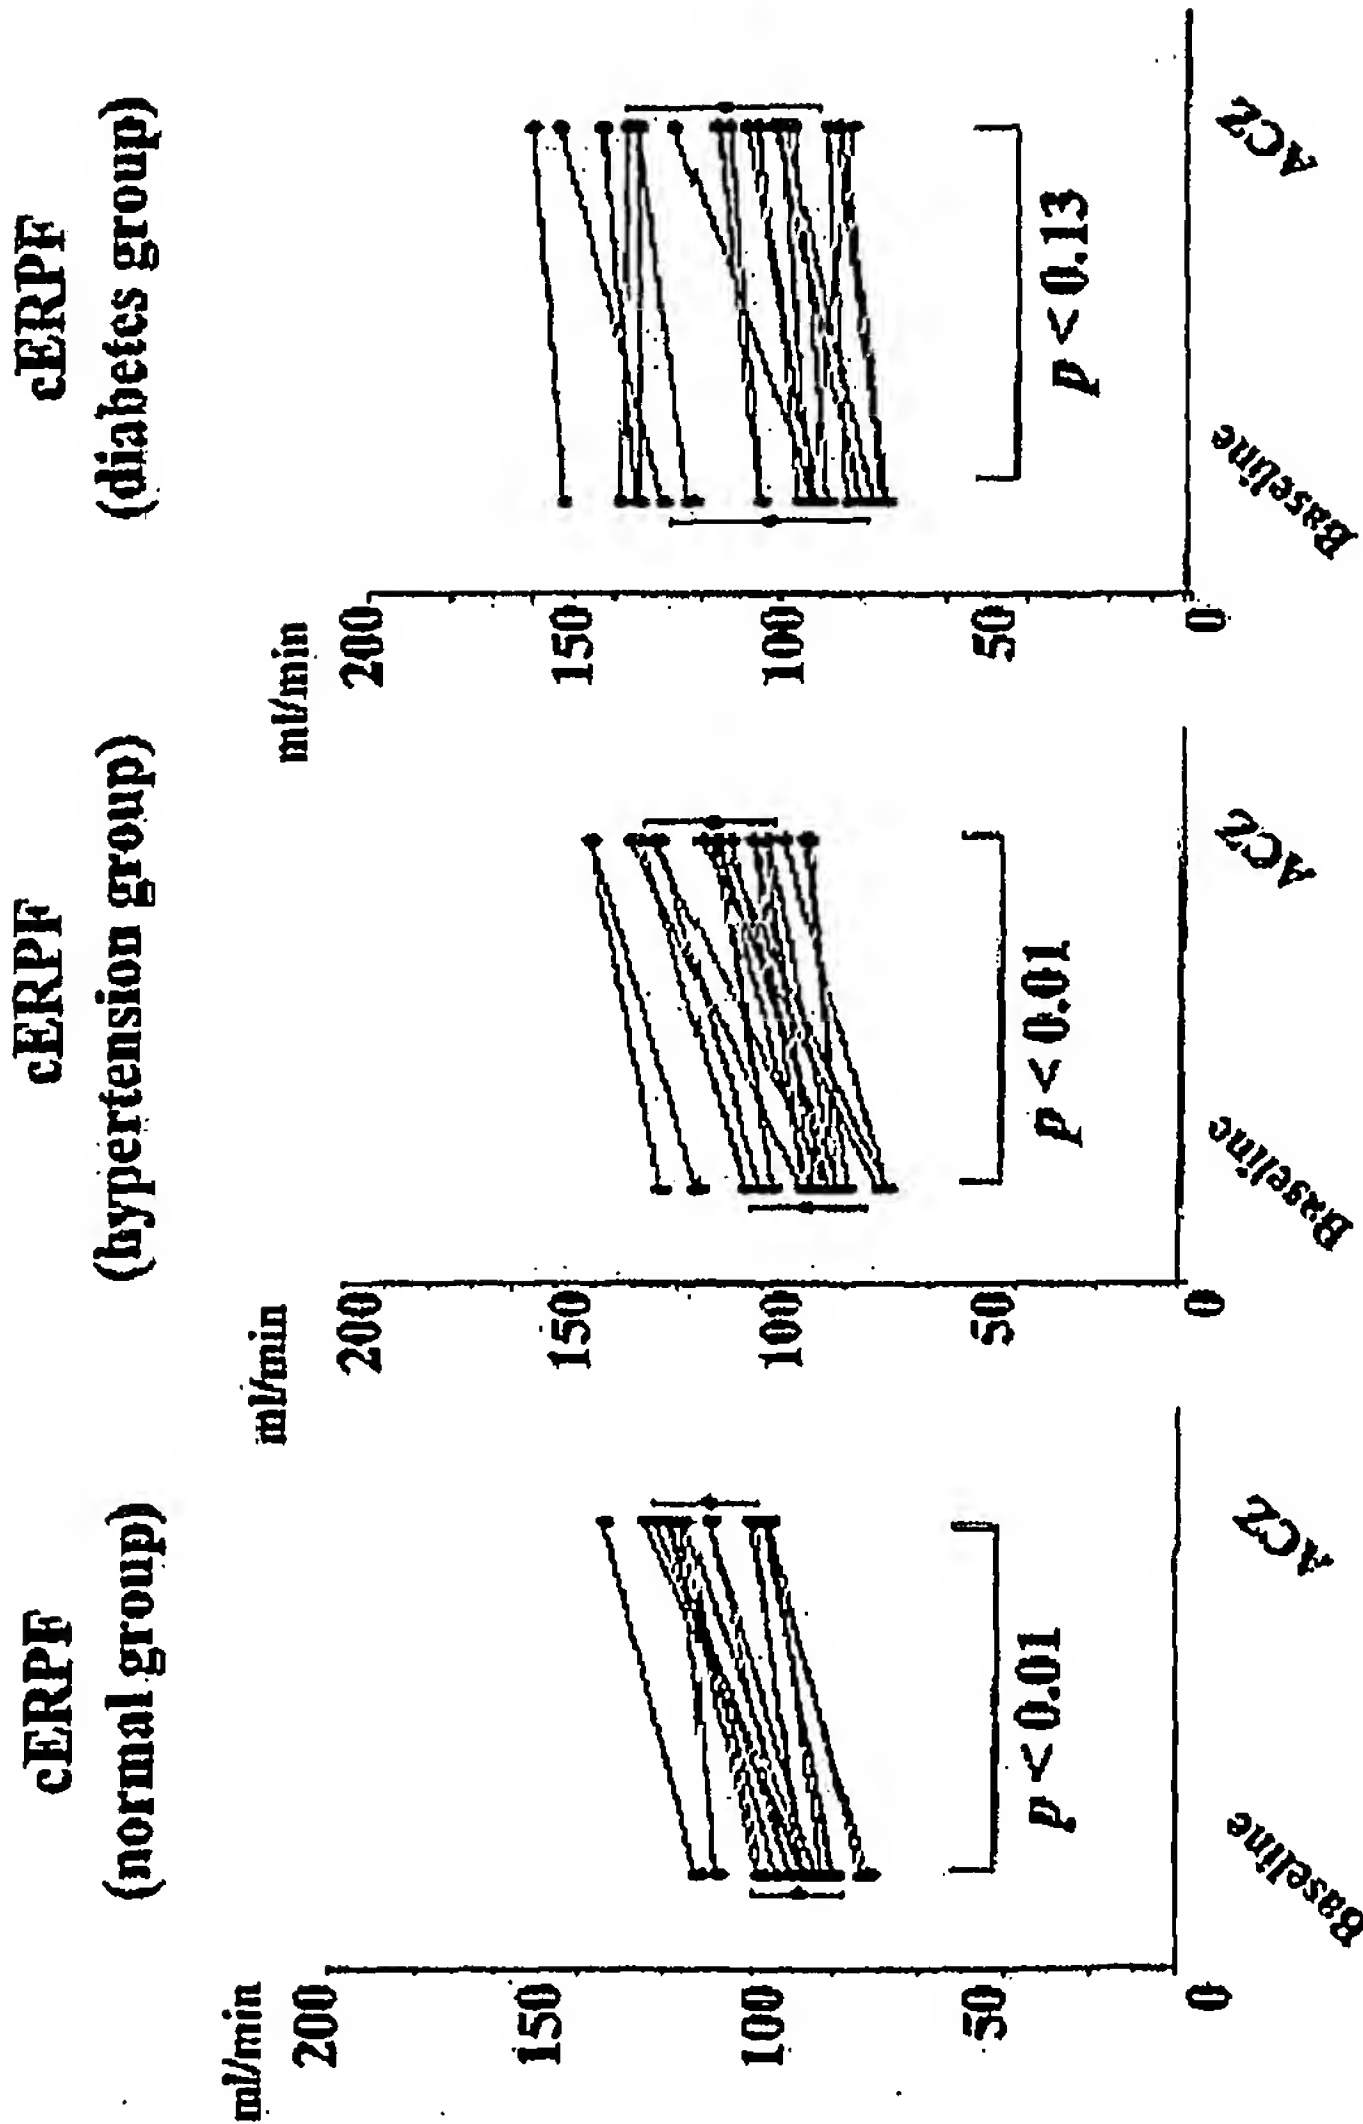 cERPF
(normal group)
ml/min
200
150
100
50
0
p < 0.01
Baseline
ACZ
cERPF
(hypertension group)
ml/min
200
150
100
50
0
p < 0.01
Baseline
ACZ
cERPF
(diabetes group)
ml/min
200
150
100
50
0
p < 0.13
Baseline
ACZ